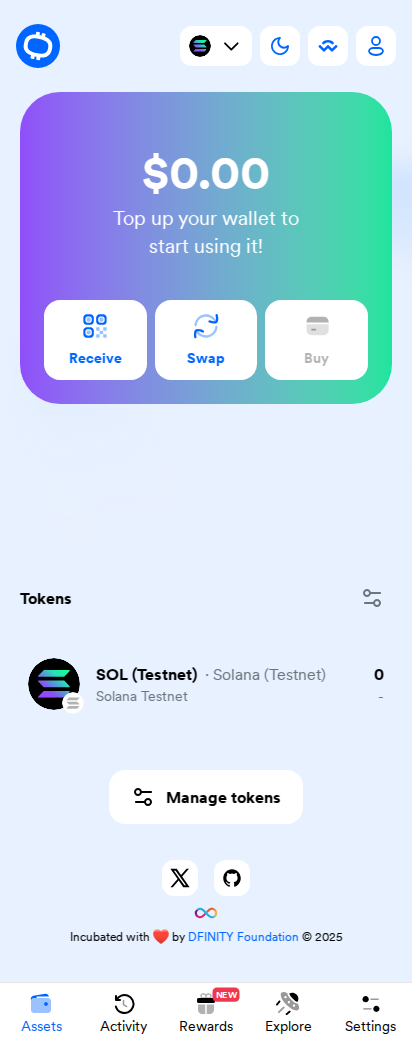 $0.00
Top up your wallet to
start using it!
Receive
Swap
Buy
Tokens
SOL (Testnet) · Solana (Testnet) 0
Solana Testnet -
Manage tokens
Incubated with ❤️ by DFINITY Foundation © 2025
NEW
Assets
Activity
Rewards
Explore
Settings